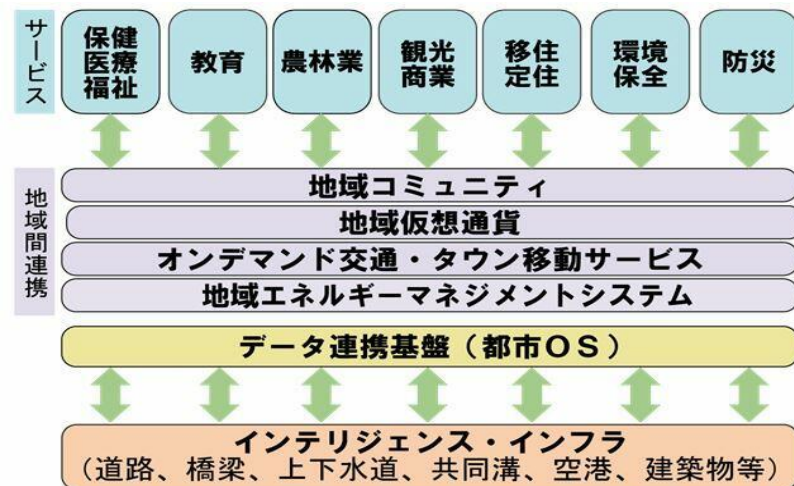 サービス
保健
医療
福祉
教育
農林業
観光
商業
移住
定住
環境
保全
防災
地域間連携
地域コミュニティ
地域仮想通貨
オンデマンド交通・タウン移動サービス
地域エネルギーマネジメントシステム
データ連携基盤(都市OS)
インテリジェンス・インフラ
(道路、橋梁、上下水道、共同溝、空港、建築物等)